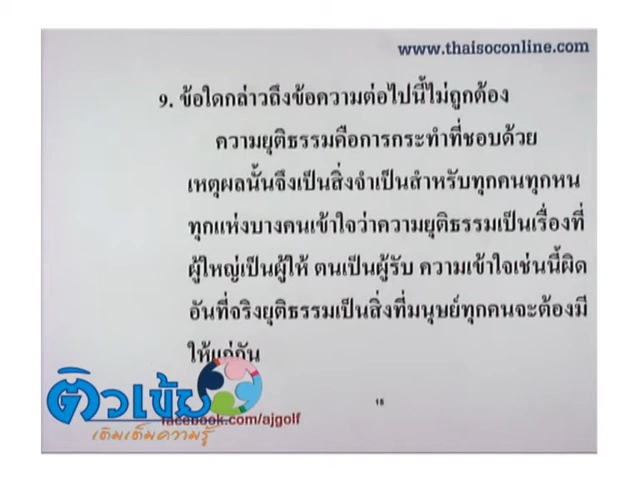 www.thaisoconline.com
9. ข้อใดกล่าวถึงข้อความต่อไปนี้ไม่ถูกต้อง
ความยุติธรรมคือการกระทำที่ชอบด้วย
เหตุผลนั้นจึงเป็นสิ่งจำเป็นสำหรับทุกคนทุกหน
ทุกแห่งบางคนเข้าใจว่าความยุติธรรมเป็นเรื่องที่
ผู้ใหญ่เป็นผู้ให้ ตนเป็นผู้รับ ความเข้าใจเช่นนี้ผิด
อันที่จริงยุติธรรมเป็นสิ่งที่มนุษย์ทุกคนจะต้องมี
ให้แก่กัน
ติวเข้ม
facebook.com/ajgolf
เติมเต็มความรู้
15